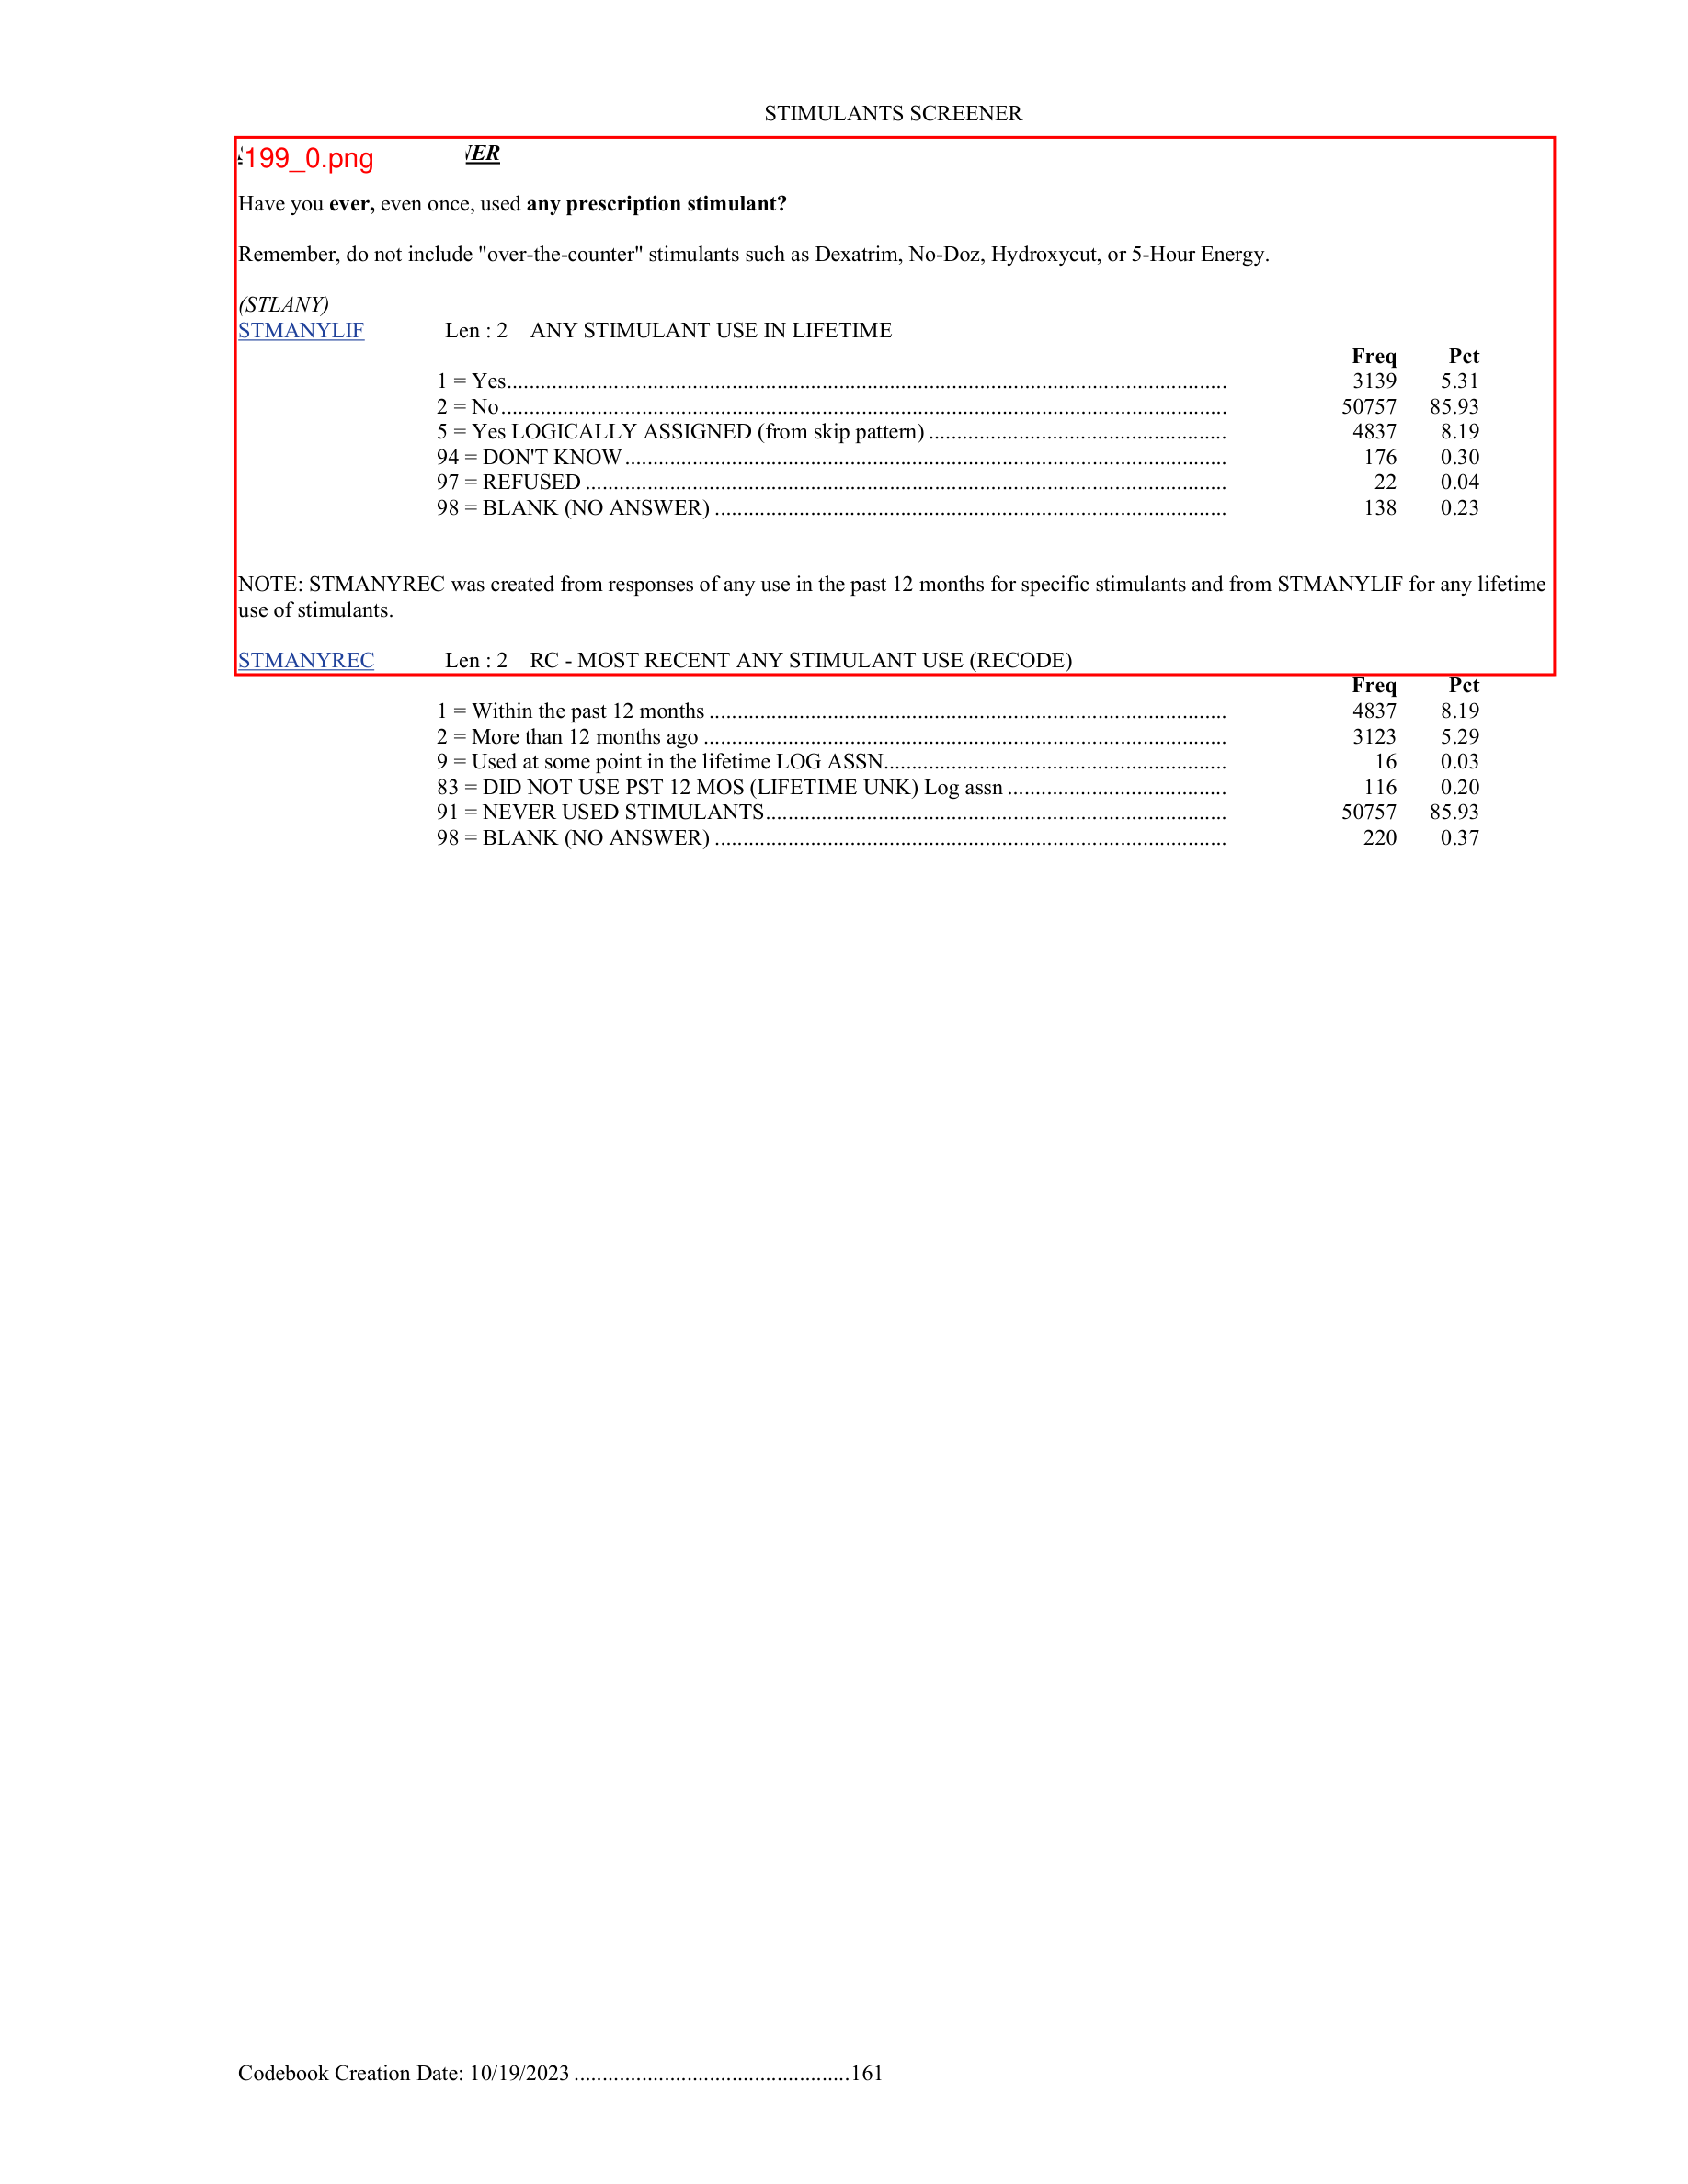 STIMULANTS SCREENER
199_0.png
Have you ever, even once, used any prescription stimulant?
Remember, do not include "over-the-counter" stimulants such as Dexatrim, No-Doz, Hydroxycut, or 5-Hour Energy.
(STLANY)
STMANYLIF Len : 2 ANY STIMULANT USE IN LIFETIME
Freq Pct
1 = Yes 3139 5.31
2 = No 50757 85.93
5 = Yes LOGICALLY ASSIGNED (from skip pattern) 4837 8.19
94 = DON'T KNOW 176 0.30
97 = REFUSED 22 0.04
98 = BLANK (NO ANSWER) 138 0.23
NOTE: STMANYREC was created from responses of any use in the past 12 months for specific stimulants and from STMANYLIF for any lifetime
use of stimulants.
STMANYREC Len : 2 RC - MOST RECENT ANY STIMULANT USE (RECODE)
Freq Pct
1 = Within the past 12 months 4837 8.19
2 = More than 12 months ago 3123 5.29
9 = Used at some point in the lifetime LOG ASSN 16 0.03
83 = DID NOT USE PST 12 MOS (LIFETIME UNK) Log assn 116 0.20
91 = NEVER USED STIMULANTS 50757 85.93
98 = BLANK (NO ANSWER) 220 0.37
Codebook Creation Date: 10/19/2023 161